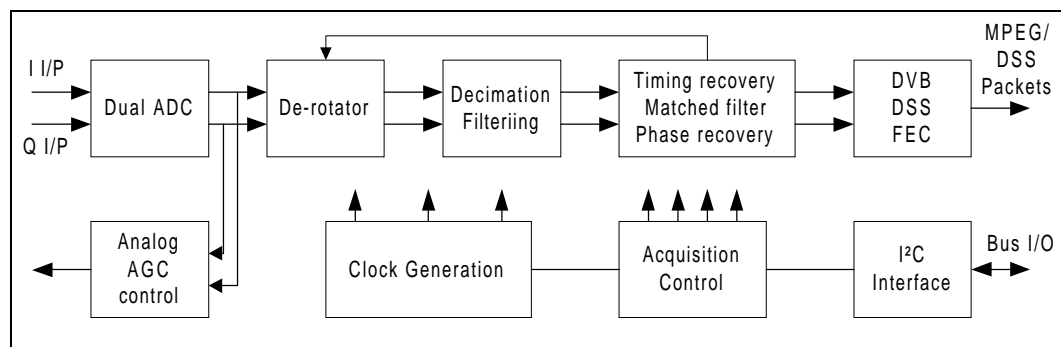 MPEG/
DSS
Packets
I I/P
Q I/P
Dual ADC
De-rotator
Decimation
Filteriing
Timing recovery
Matched filter
Phase recovery
DVB
DSS
FEC
Analog
AGC
control
Clock Generation
Acquisition
Control
I²C
Interface
Bus I/O